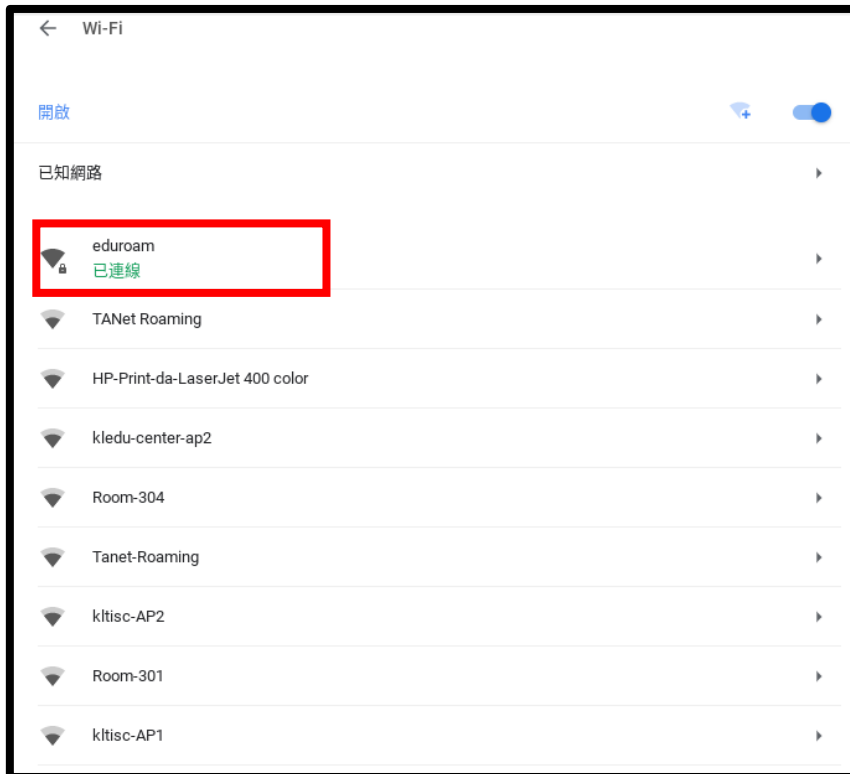 Wi-Fi
開啟
已知網路
eduroam
已連線
TANet Roaming
HP-Print-da-LaserJet 400 color
kledu-center-ap2
Room-304
Tanet-Roaming
kltisc-AP2
Room-301
kltisc-AP1